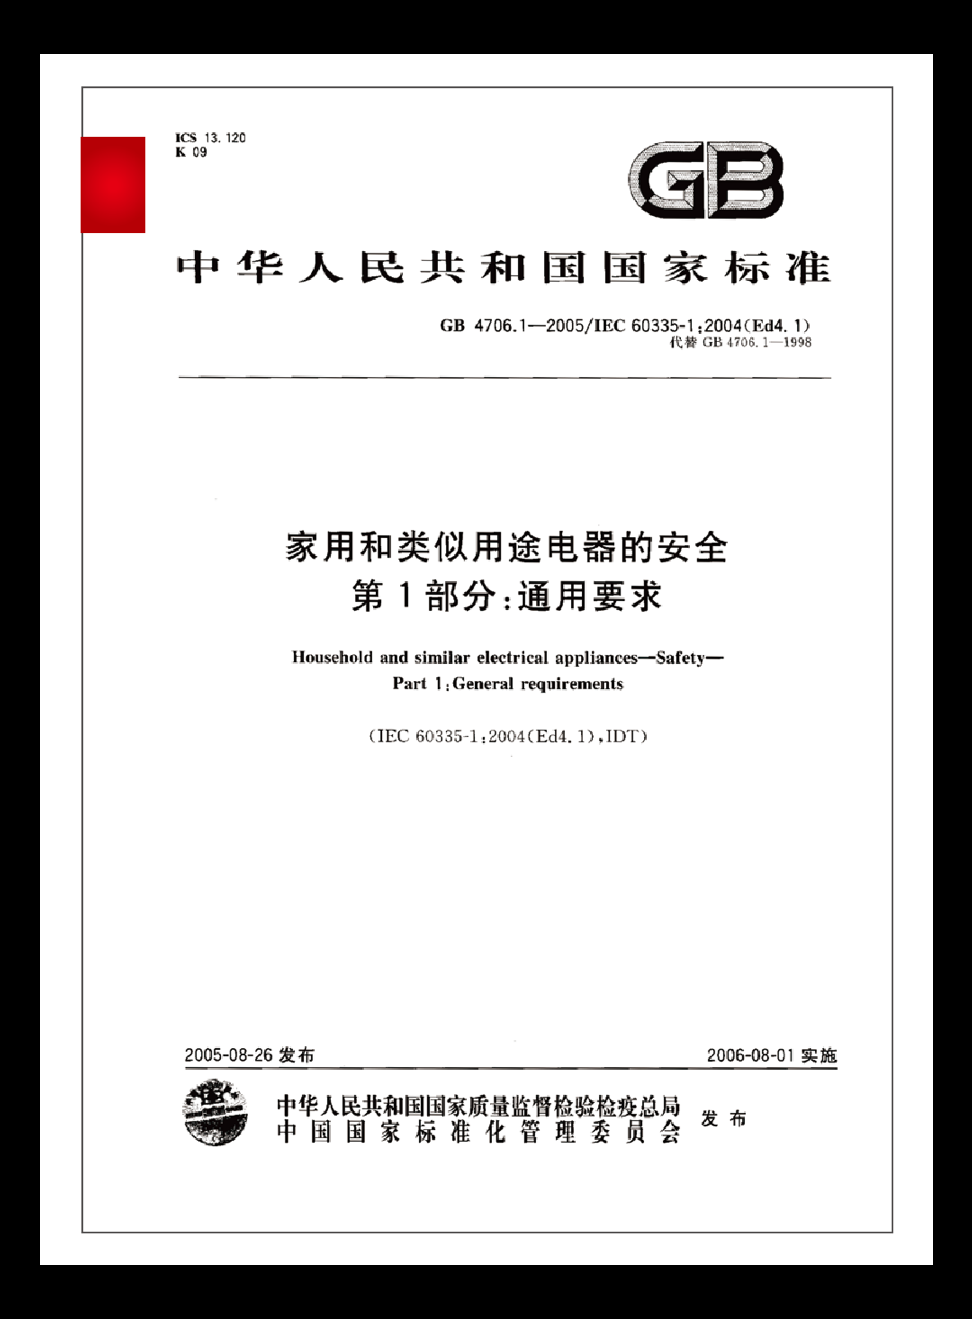 ICS 13.120
K 09
GB
中华人民共和国国家标准
GB 4706.1—2005/IEC 60335-1:2004(Ed4.1)
代替 GB 4706.1—1998
家用和类似用途电器的安全
第1部分:通用要求
Household and similar electrical appliances—Safety—
Part 1:General requirements
(IEC 60335-1:2004(Ed4.1),IDT)
2005-08-26 发布
2006-08-01 实施
中华人民共和国国家质量监督检验检疫总局
中国国家标准化管理委员会
发布